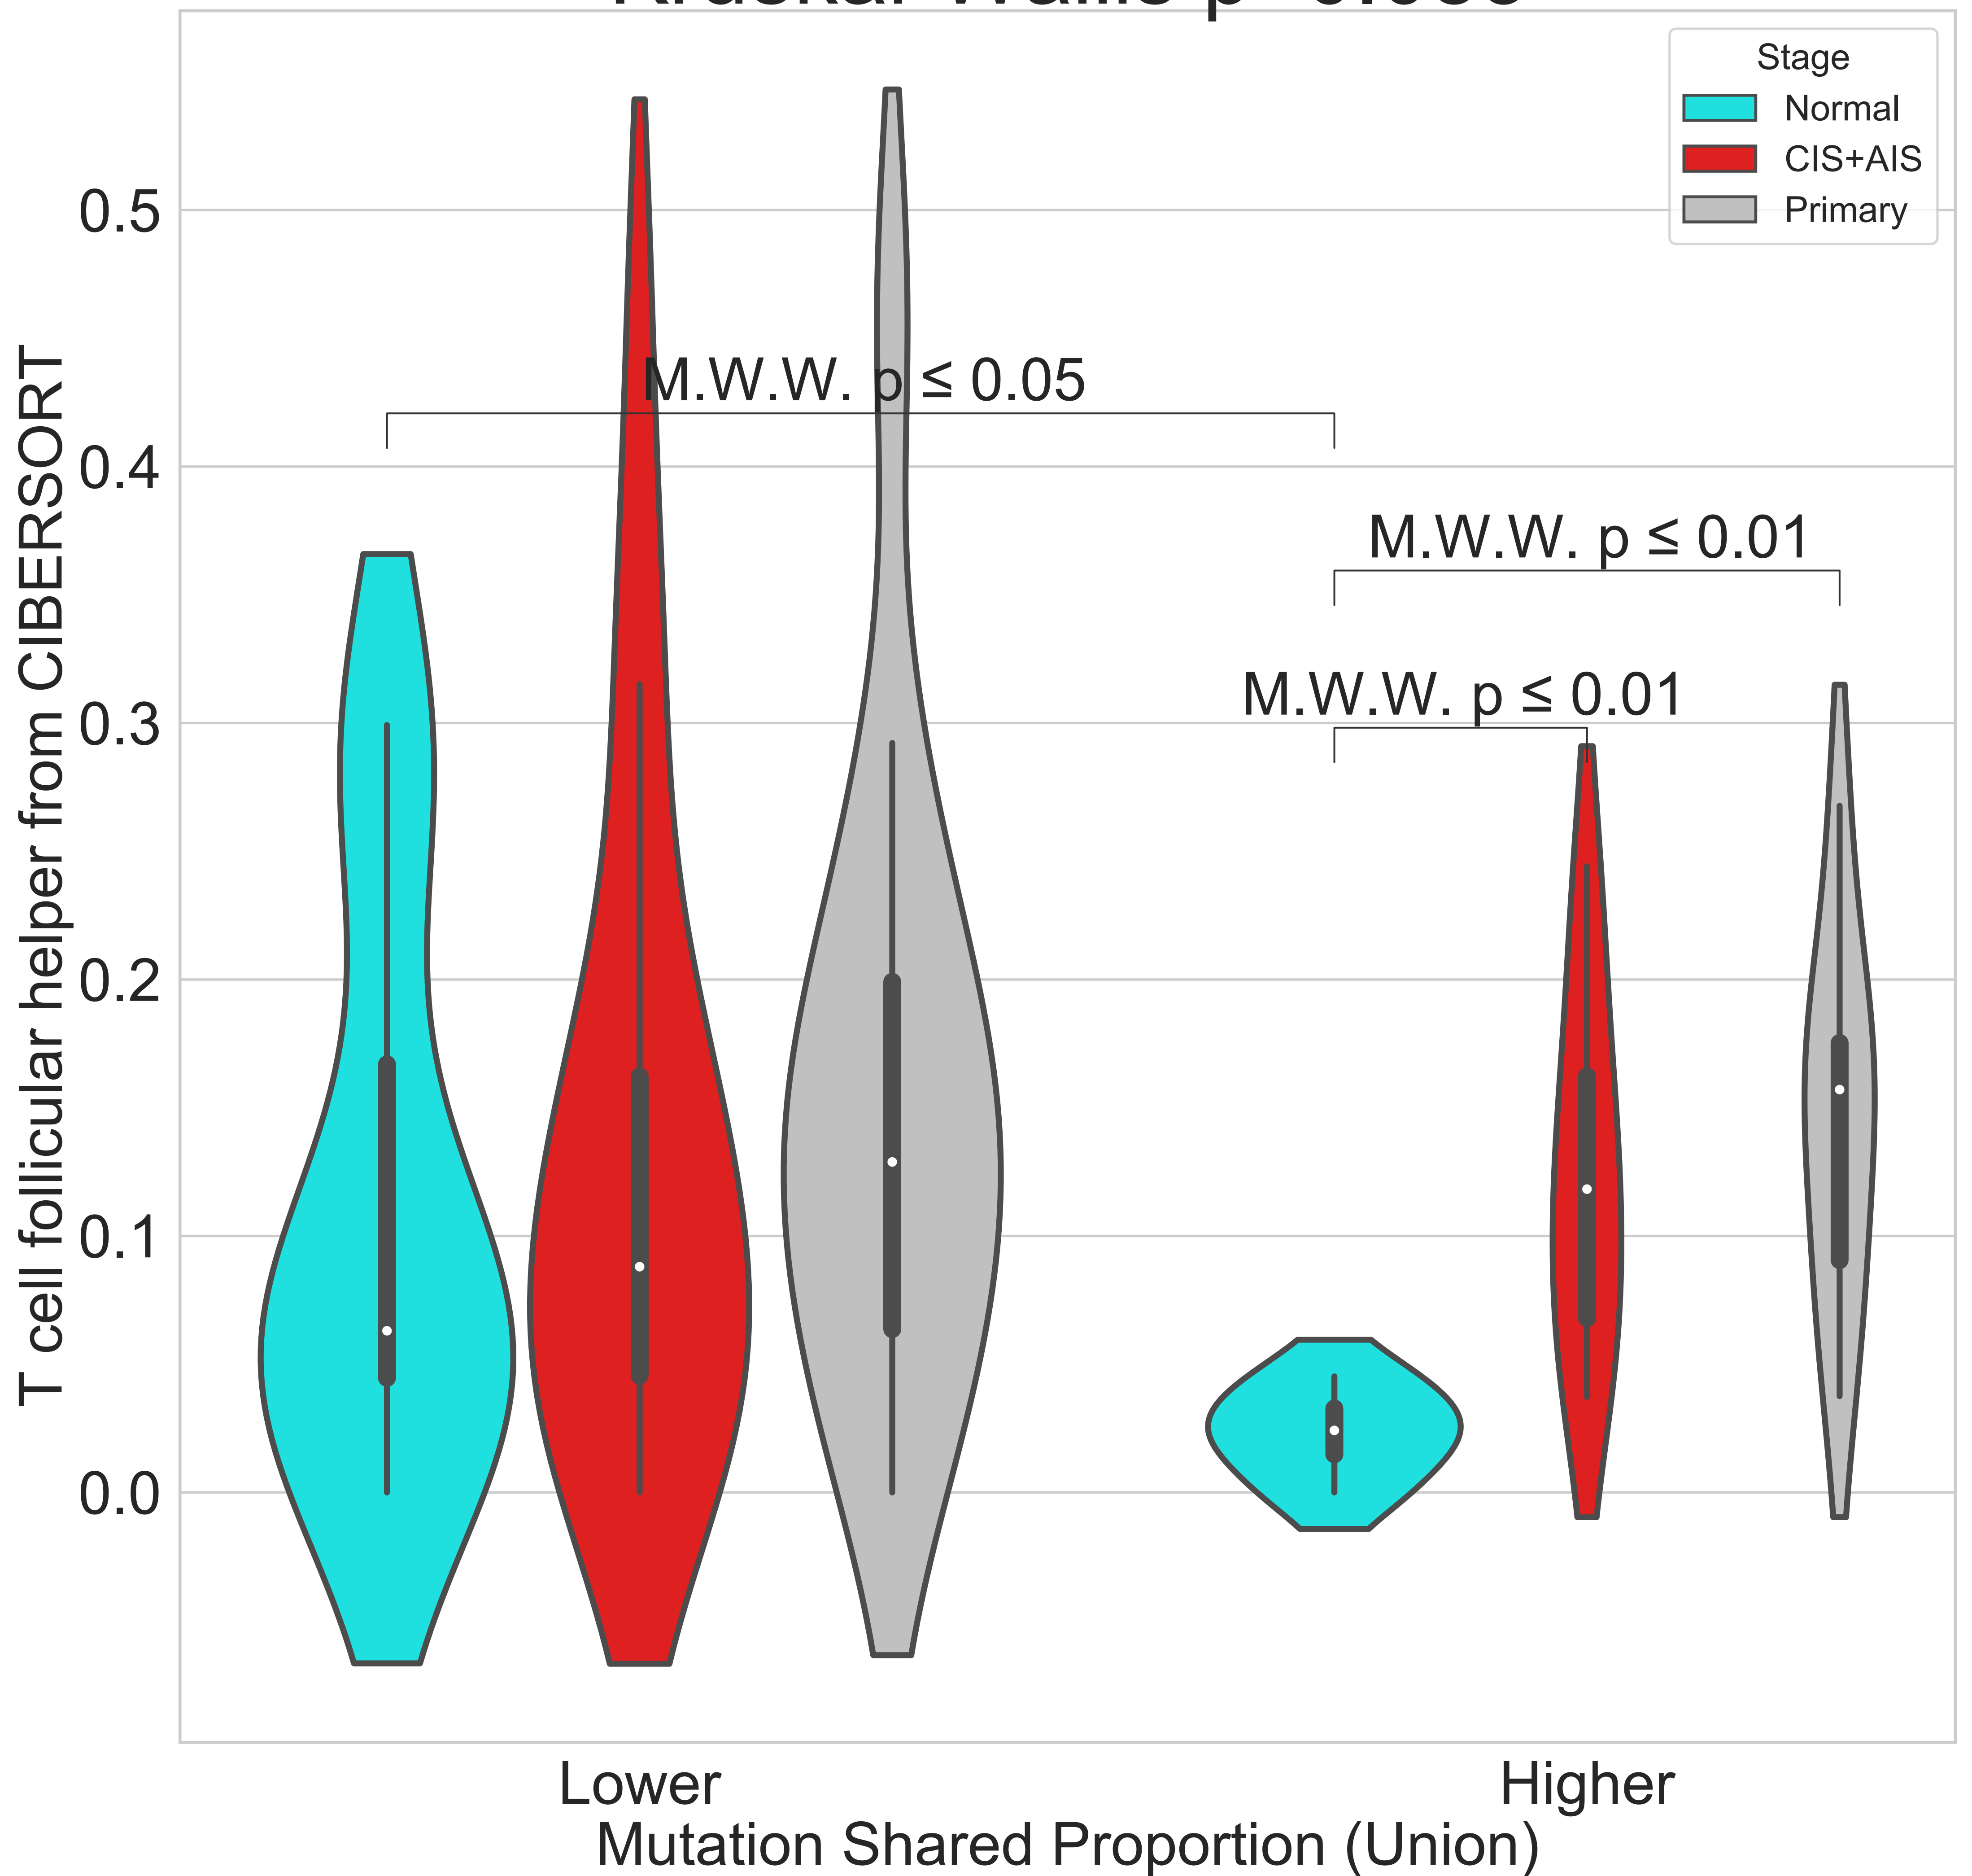 Stage
Normal
CIS+AIS
Primary
T cell follicular helper from CIBERSORT
0.5
0.4
0.3
0.2
0.1
0.0
M.W.W. p ≤ 0.05
M.W.W. p ≤ 0.01
M.W.W. p ≤ 0.01
Lower
Higher
Mutation Shared Proportion (Union)